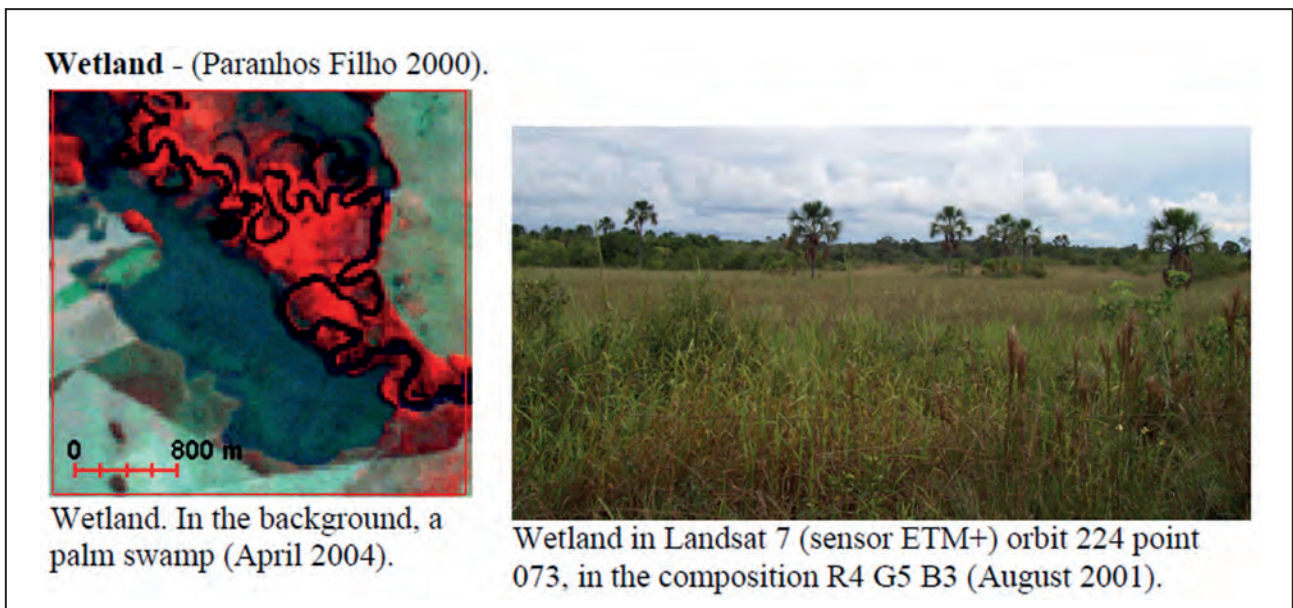 Wetland - (Paranhos Filho 2000).
0 800 m
Wetland. In the background, a
palm swamp (April 2004).
Wetland in Landsat 7 (sensor ETM+) orbit 224 point
073, in the composition R4 G5 B3 (August 2001).